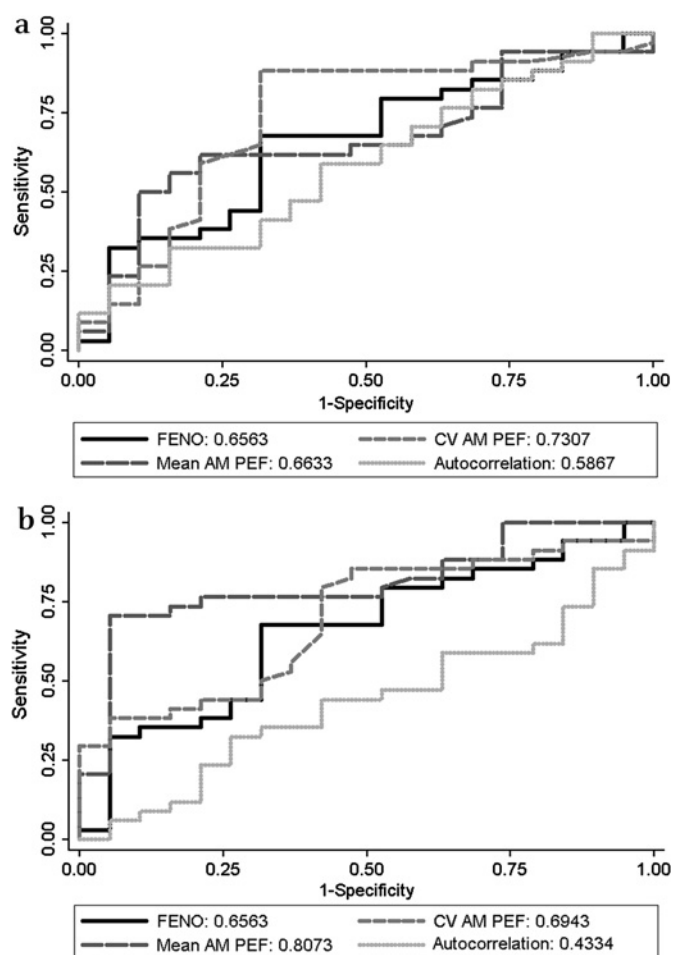 a
1.00
0.75
0.50
0.25
0.00
Sensitivity
0.00 0.25 0.50 0.75 1.00
1-Specificity
FENO: 0.6563 CV AM PEF: 0.7307
Mean AM PEF: 0.6633 Autocorrelation: 0.5867
b
1.00
0.75
0.50
0.25
0.00
Sensitivity
0.00 0.25 0.50 0.75 1.00
1-Specificity
FENO: 0.6563 CV AM PEF: 0.6943
Mean AM PEF: 0.8073 Autocorrelation: 0.4334